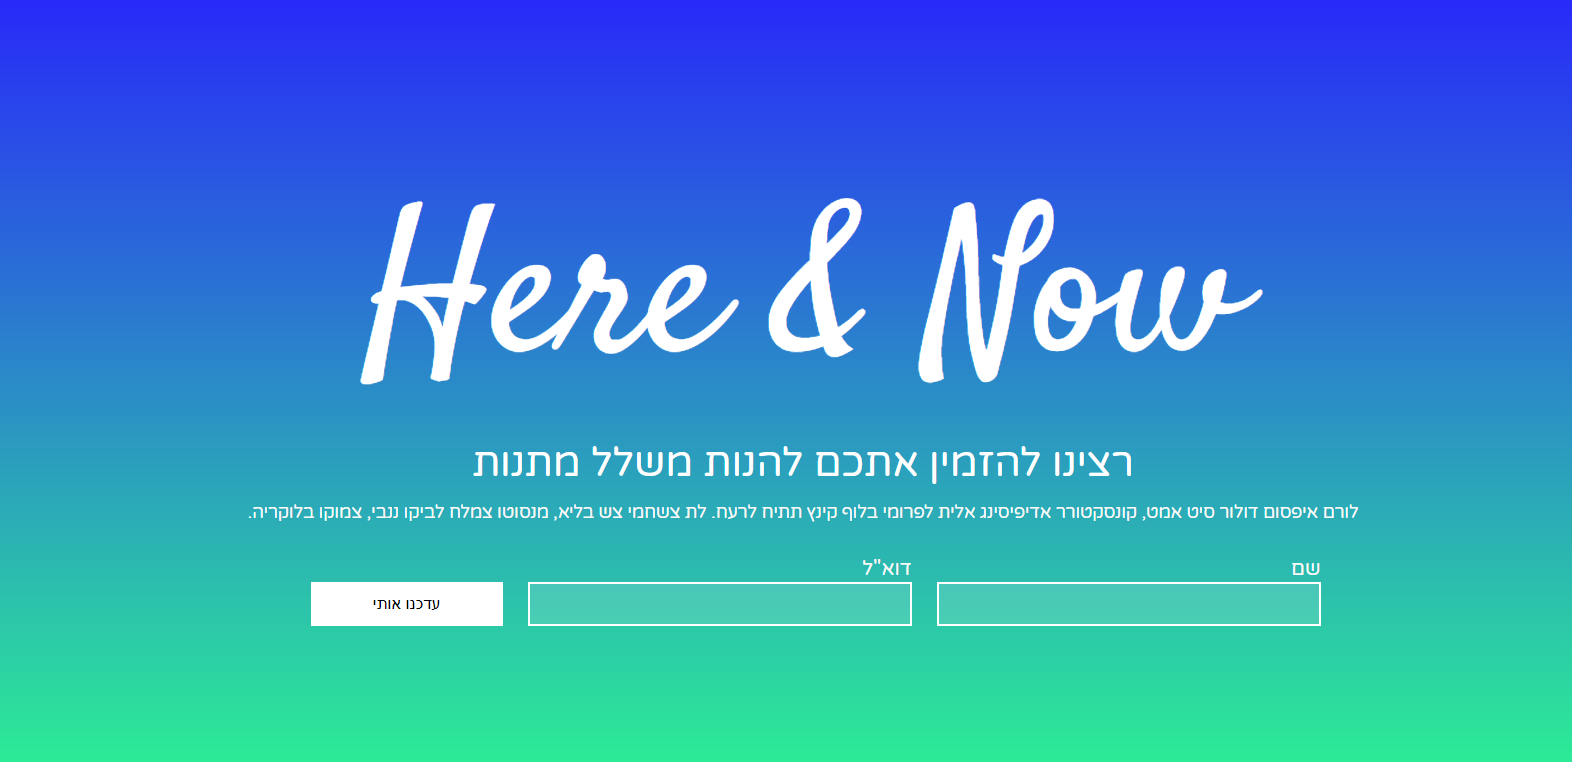 Here & Now
רצינו להזמין אתכם להנות משלל מתנות
לורם איפסום דולור סיט אמט, קונסקטורר אדיפיסינג אלית לפרומי בלוף קינץ תתיח לרעח. לת צשחמי צש בליא, מנסוטו צמלח לביקו ננבי, צמוקו בלוקריה.
שם
דוא"ל
עדכנו אותי